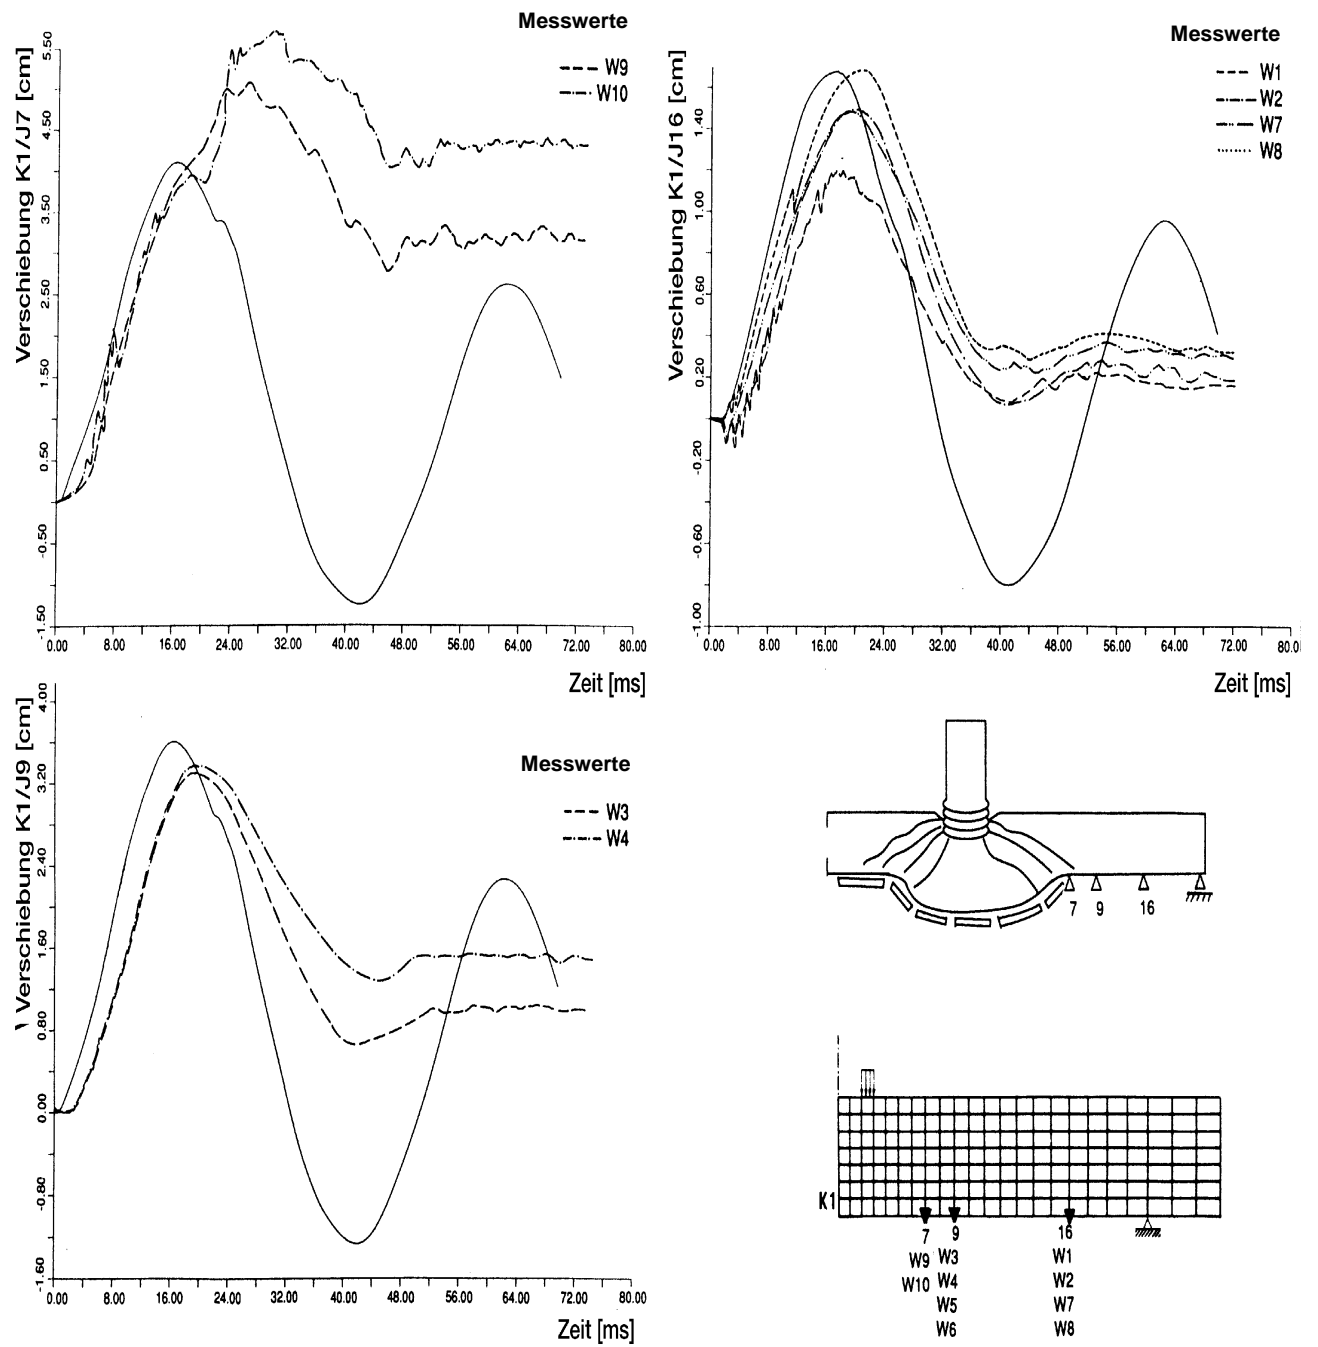 Messwerte
W9
W10
Verschiebung K1/J7 [cm]
5.50
4.50
3.50
2.50
1.50
0.50
-0.50
-1.50
0.00 8.00 16.00 24.00 32.00 40.00 48.00 56.00 64.00 72.00 80.00
Zeit [ms]
Messwerte
W1
W2
W7
W8
Verschiebung K1/J16 [cm]
1.40
1.00
0.60
0.20
-0.20
-0.60
-1.00
0.00 8.00 16.00 24.00 32.00 40.00 48.00 56.00 64.00 72.00 80.0
Zeit [ms]
Messwerte
W3
W4
Verschiebung K1/J9 [cm]
4.00
3.20
2.40
1.60
0.80
0.00
-0.80
-1.60
0.00 8.00 16.00 24.00 32.00 40.00 48.00 56.00 64.00 72.00 80.00
Zeit [ms]
7 9 16
K1
7 9 16
W9 W3 W1
W10 W4 W2
W5 W7
W6 W8